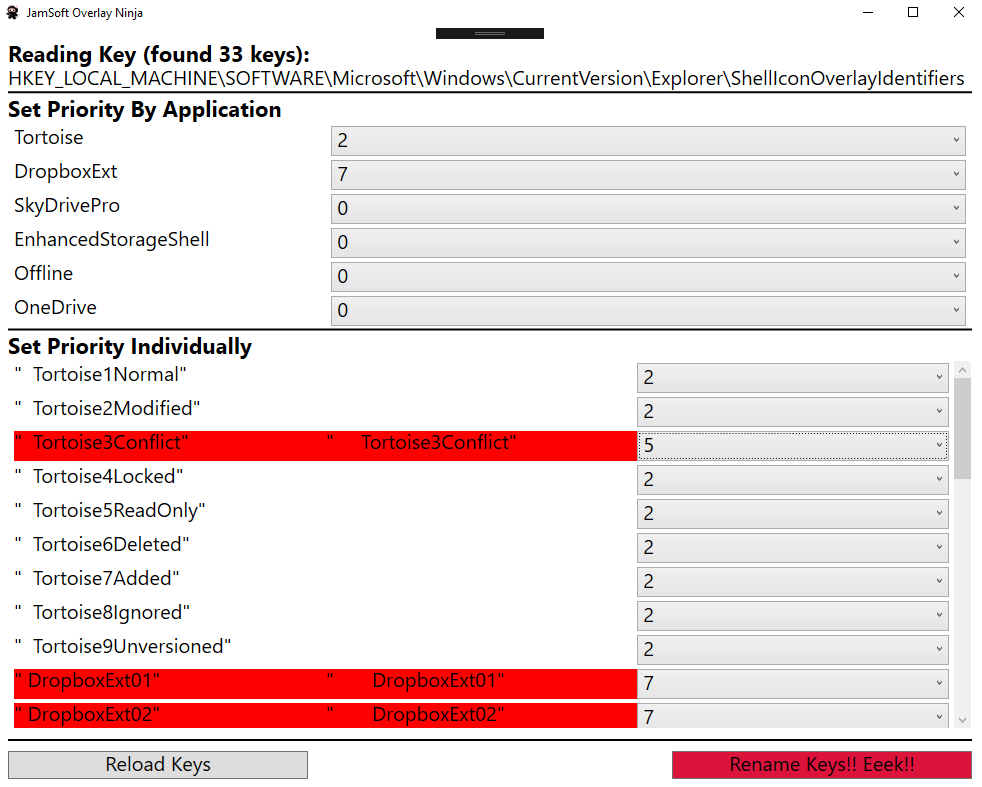 JamSoft Overlay Ninja
Reading Key (found 33 keys):
HKEY_LOCAL_MACHINE\SOFTWARE\Microsoft\Windows\CurrentVersion\Explorer\ShellIconOverlayIdentifiers
Set Priority By Application
Tortoise 2
DropboxExt 7
SkyDrivePro 0
EnhancedStorageShell 0
Offline 0
OneDrive 0
Set Priority Individually
"  Tortoise1Normal" 2
"  Tortoise2Modified" 2
"  Tortoise3Conflict" "     Tortoise3Conflict" 5
"  Tortoise4Locked" 2
"  Tortoise5ReadOnly" 2
"  Tortoise6Deleted" 2
"  Tortoise7Added" 2
"  Tortoise8Ignored" 2
"  Tortoise9Unversioned" 2
" DropboxExt01" "       DropboxExt01" 7
" DropboxExt02" "       DropboxExt02" 7
Reload Keys Rename Keys!! Eeek!!